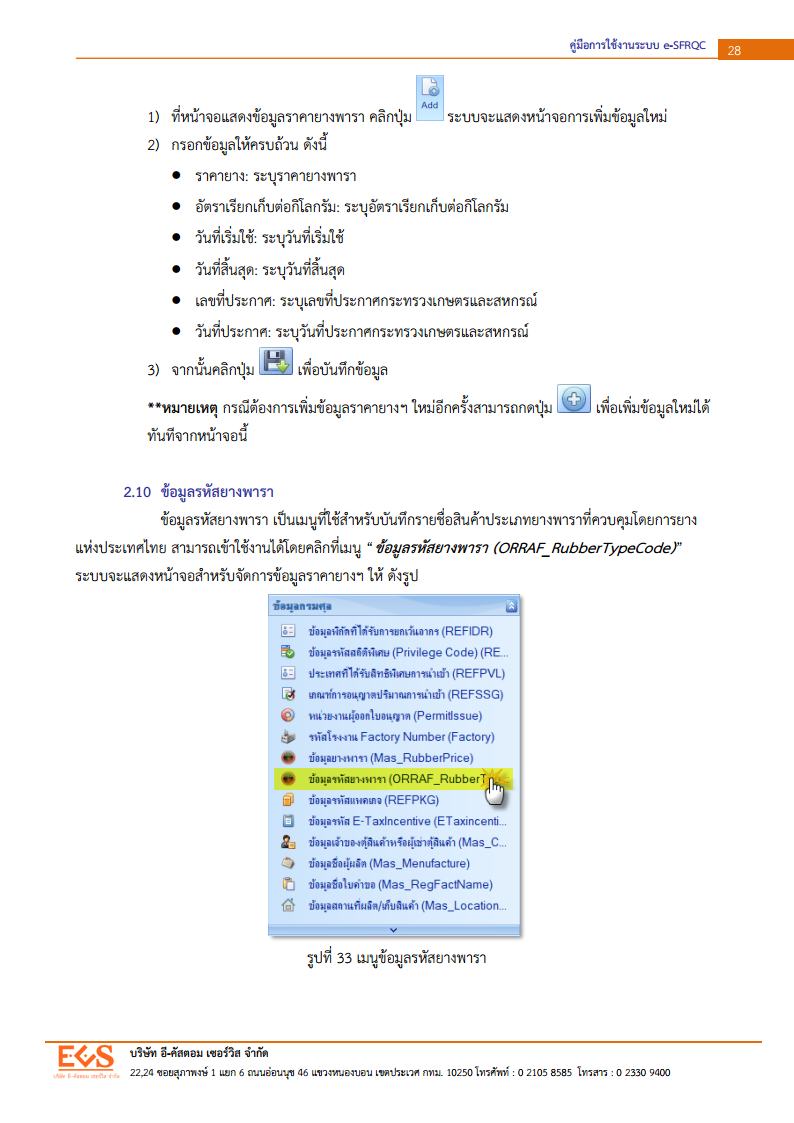 คู่มือการใช้งานระบบ e-SFRQC 28
1) ที่หน้าจอแสดงข้อมูลราคายางพารา คลิกปุ่ม Add ระบบจะแสดงหน้าจอการเพิ่มข้อมูลใหม่
2) กรอกข้อมูลให้ครบถ้วน ดังนี้
● ราคายาง: ระบุราคายางพารา
● อัตราเรียกเก็บต่อกิโลกรัม: ระบุอัตราเรียกเก็บต่อกิโลกรัม
● วันที่เริ่มใช้: ระบุวันที่เริ่มใช้
● วันที่สิ้นสุด: ระบุวันที่สิ้นสุด
● เลขที่ประกาศ: ระบุเลขที่ประกาศกระทรวงเกษตรและสหกรณ์
● วันที่ประกาศ: ระบุวันที่ประกาศกระทรวงเกษตรและสหกรณ์
3) จากนั้นคลิกปุ่ม เพื่อบันทึกข้อมูล
**หมายเหตุ กรณีต้องการเพิ่มข้อมูลราคายางฯ ใหม่อีกครั้งสามารถกดปุ่ม เพื่อเพิ่มข้อมูลใหม่ได้
ทันทีจากหน้าจอนี้
2.10 ข้อมูลรหัสยางพารา
ข้อมูลรหัสยางพารา เป็นเมนูที่ใช้สำหรับบันทึกรายชื่อสินค้าประเภทยางพาราที่ควบคุมโดยการยาง
แห่งประเทศไทย สามารถเข้าใช้งานได้โดยคลิกที่เมนู “ข้อมูลรหัสยางพารา (ORRAF_RubberTypeCode)”
ระบบจะแสดงหน้าจอสำหรับจัดการข้อมูลราคายางฯ ให้ ดังรูป
ข้อมูลกรมศุล
ข้อมูลพิกัดที่ได้รับการยกเว้นอากร (REFIDR)
ข้อมูลรหัสสถิติพิเศษ (Privilege Code) (RE...
ประเทศที่ได้รับสิทธิพิเศษการนำเข้า (REFPVL)
เกณฑ์การอนุญาตปริมาณการนำเข้า (REFSSG)
หน่วยงานผู้ออกใบอนุญาต (PermitIssue)
รหัสโรงงาน Factory Number (Factory)
ข้อมูลยางพารา (Mas_RubberPrice)
ข้อมูลรหัสยางพารา (ORRAF_RubberT
ข้อมูลรหัสแพคเกจ (REFPKG)
ข้อมูลรหัส E-TaxIncentive (ETaxincenti...
ข้อมูลเจ้าของตู้สินค้าหรือผู้เช่าตู้สินค้า (Mas_C...
ข้อมูลชื่อผู้ผลิต (Mas_Menufacture)
ข้อมูลชื่อใบคำขอ (Mas_RegFactName)
ข้อมูลสถานที่ผลิต/เก็บสินค้า (Mas_Location...
รูปที่ 33 เมนูข้อมูลรหัสยางพารา
ECS
บริษัท อี-คัสตอม เซอร์วิส จำกัด
บริษัท อี-คัสตอม เซอร์วิส จำกัด
22,24 ซอยสุภาพงษ์ 1 แยก 6 ถนนอ่อนนุช 46 แขวงหนองบอน เขตประเวศ กทม. 10250 โทรศัพท์ : 0 2105 8585 โทรสาร : 0 2330 9400